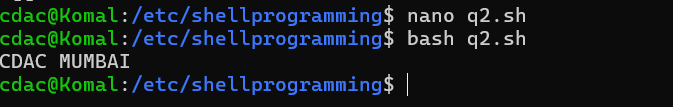 cdac@Komal:/etc/shellprogramming$ nano q2.sh
cdac@Komal:/etc/shellprogramming$ bash q2.sh
CDAC MUMBAI
cdac@Komal:/etc/shellprogramming$